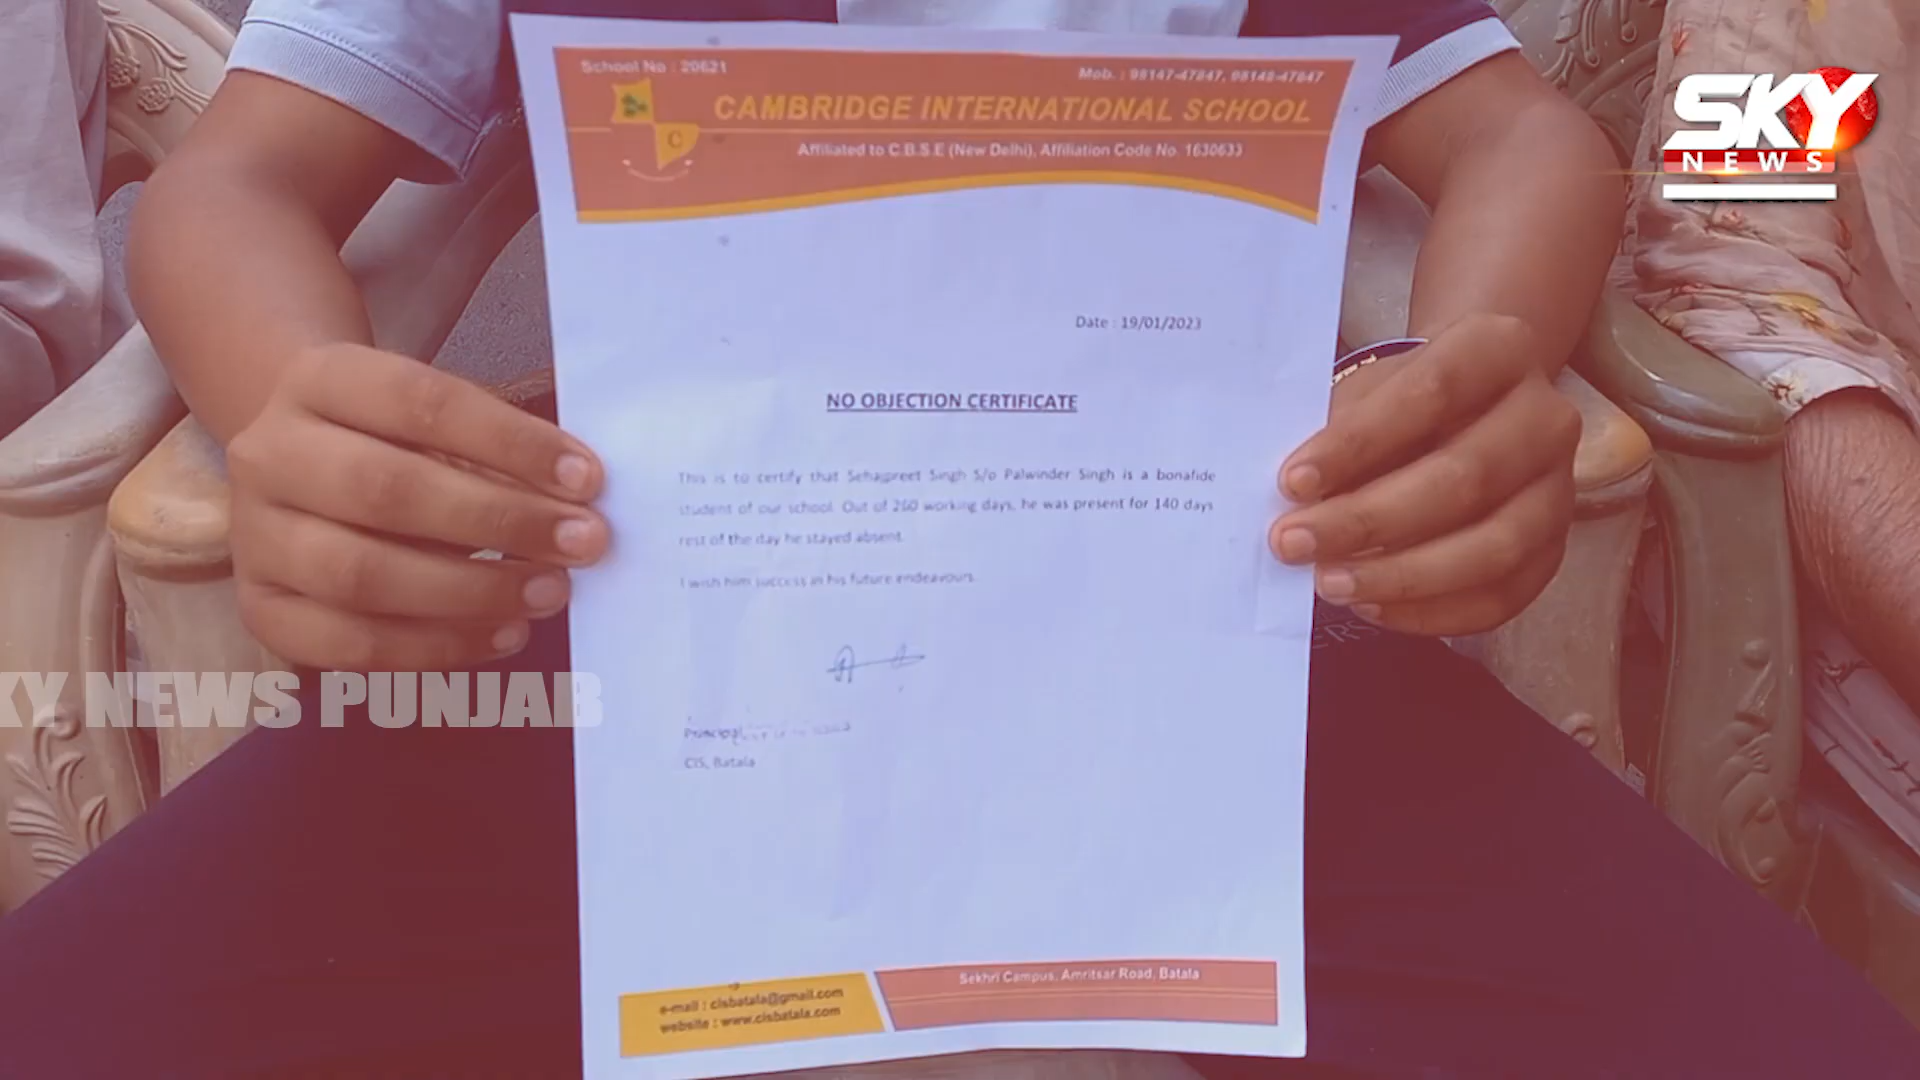 School No : 20621
Mob. : 98147-47847, 98148-47847
CAMBRIDGE INTERNATIONAL SCHOOL
Affiliated to C.B.S.E (New Delhi), Affiliation Code No. 1630633
C
SKY
NEWS
Date : 19/01/2023
NO OBJECTION CERTIFICATE
This is to certify that Sehajpreet Singh S/o Palwinder Singh is a bonafide
student of our school. Out of 260 working days, he was present for 140 days
rest of the day he stayed absent.
I wish him success in his future endeavours.
KY NEWS PUNJAB
Principal
CIS, Batala
e-mail : cisbatala@gmail.com
website : www.cisbatala.com
Sekhri Campus, Amritsar Road, Batala